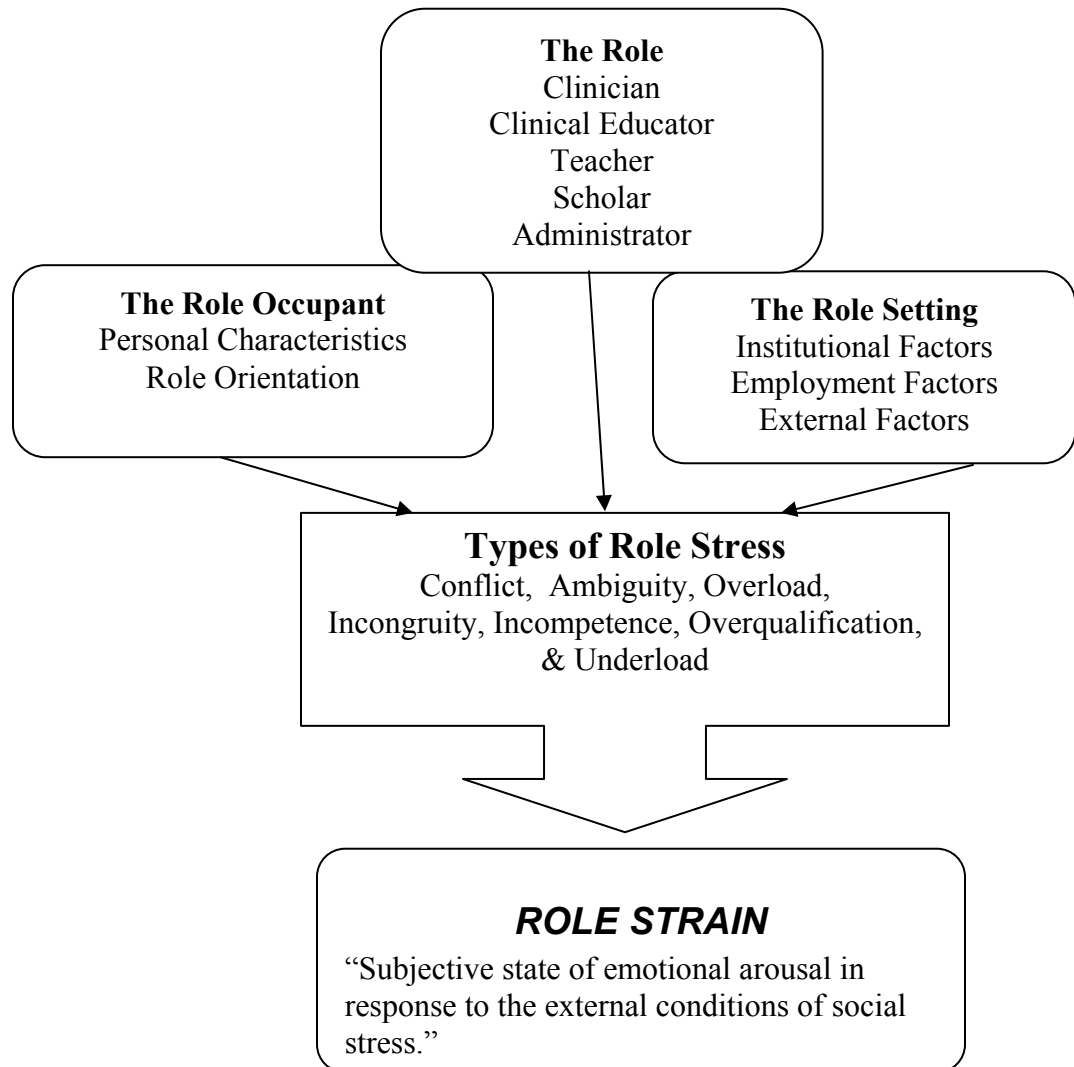 The Role
Clinician
Clinical Educator
Teacher
Scholar
Administrator
The Role Occupant
Personal Characteristics
Role Orientation
The Role Setting
Institutional Factors
Employment Factors
External Factors
Types of Role Stress
Conflict, Ambiguity, Overload,
Incongruity, Incompetence, Overqualification,
& Underload
ROLE STRAIN
“Subjective state of emotional arousal in
response to the external conditions of social
stress.”